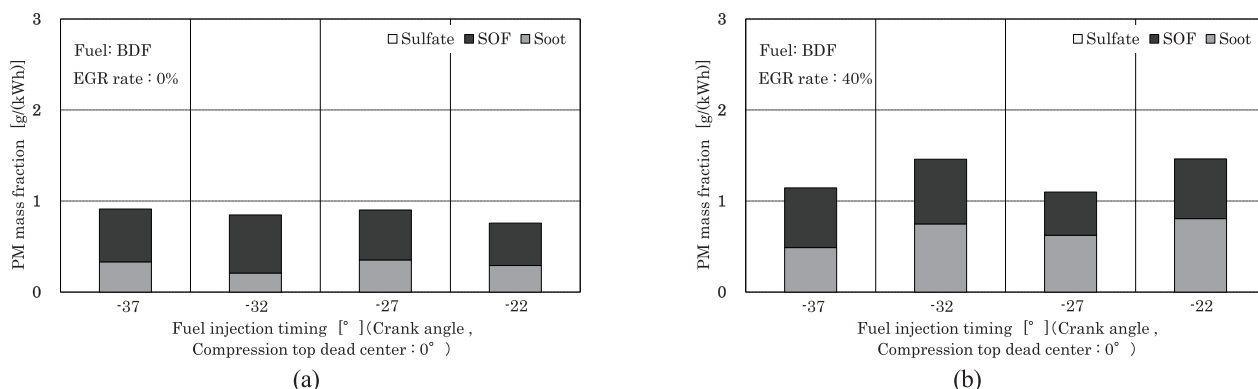 3
2
1
0
PM mass fraction [g/(kWh)]
Fuel: BDF
EGR rate : 0%
Sulfate SOF Soot
-37 -32 -27 -22
Fuel injection timing [° ](Crank angle ,
Compression top dead center : 0° )
(a)
3
2
1
0
PM mass fraction [g/(kWh)]
Fuel: BDF
EGR rate : 40%
Sulfate SOF Soot
-37 -32 -27 -22
Fuel injection timing [° ](Crank angle ,
Compression top dead center : 0° )
(b)